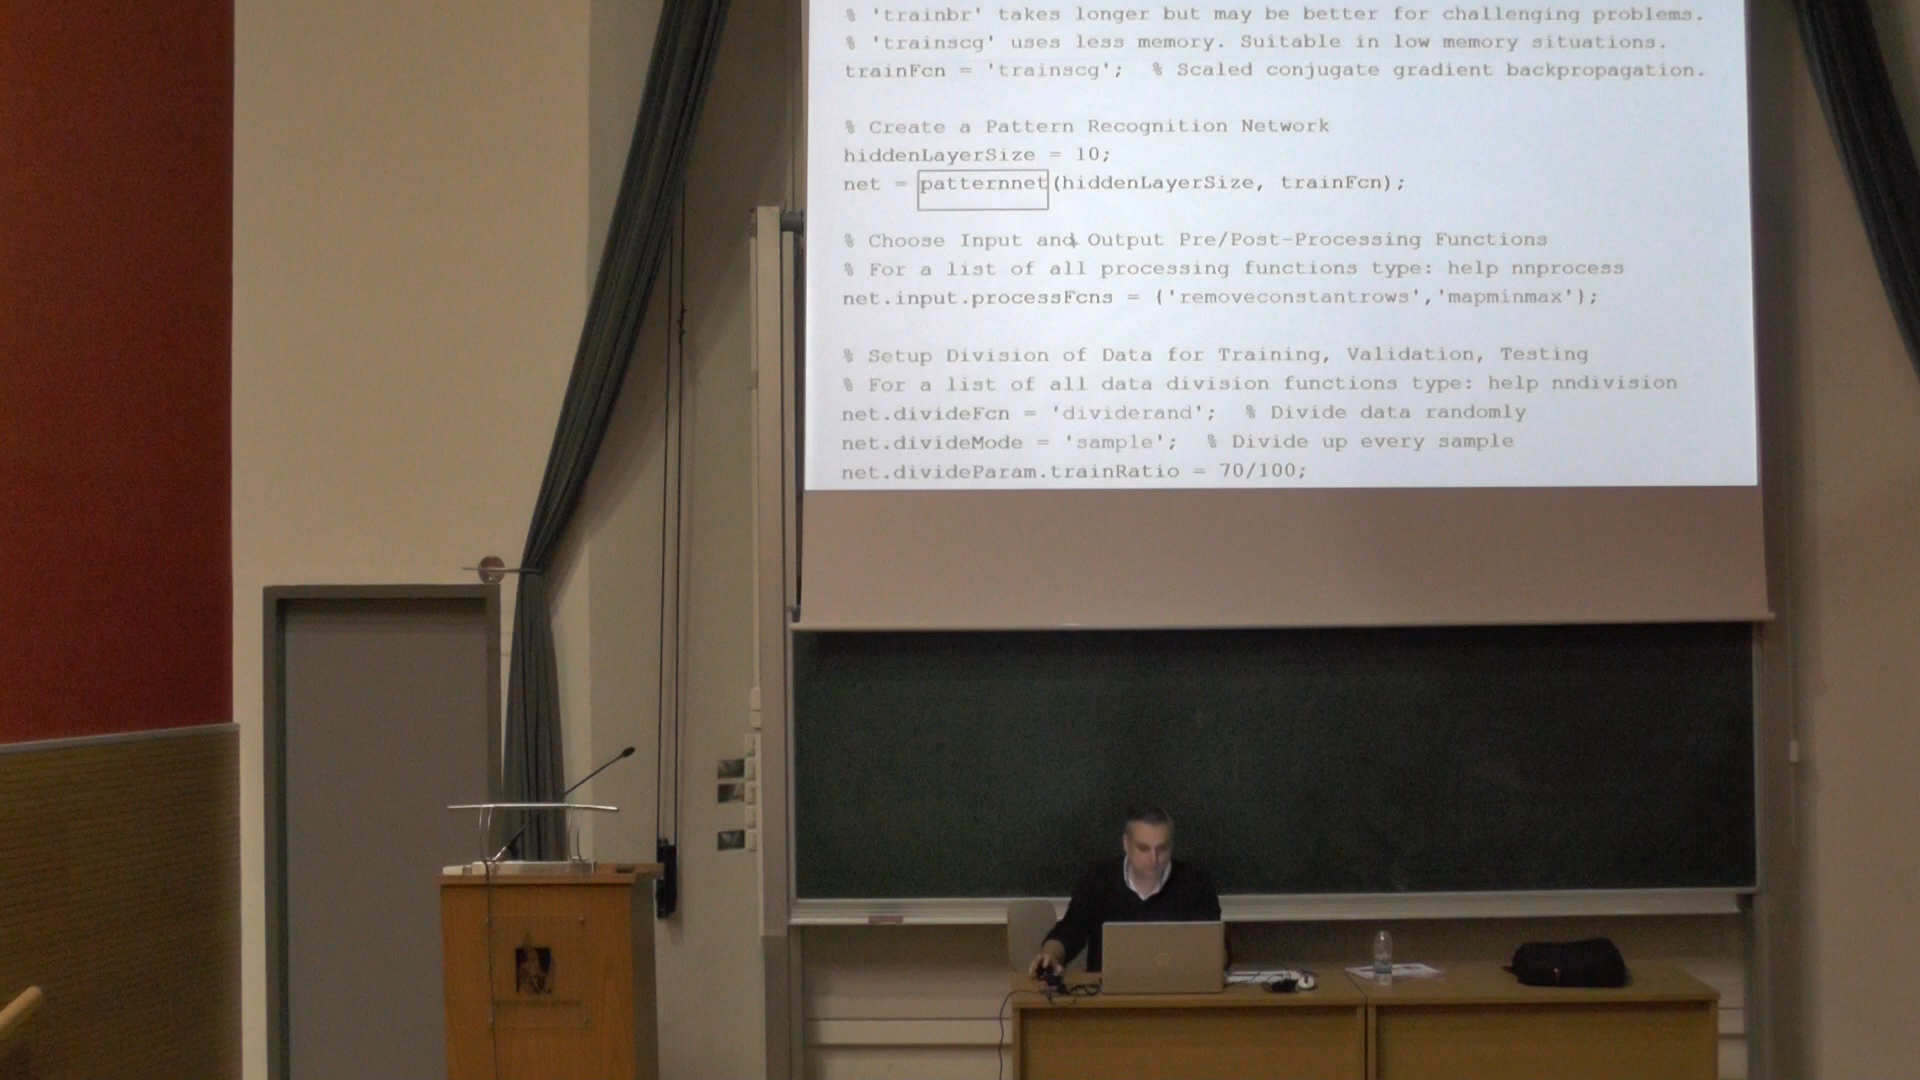 % 'trainbr' takes longer but may be better for challenging problems.
% 'trainscg' uses less memory. Suitable in low memory situations.
trainFcn = 'trainscg';  % Scaled conjugate gradient backpropagation.
% Create a Pattern Recognition Network
hiddenLayerSize = 10;
net = patternnet(hiddenLayerSize, trainFcn);
% Choose Input and Output Pre/Post-Processing Functions
% For a list of all processing functions type: help nnprocess
net.input.processFcns = {'removeconstantrows','mapminmax'};
% Setup Division of Data for Training, Validation, Testing
% For a list of all data division functions type: help nndivision
net.divideFcn = 'dividerand';  % Divide data randomly
net.divideMode = 'sample';  % Divide up every sample
net.divideParam.trainRatio = 70/100;